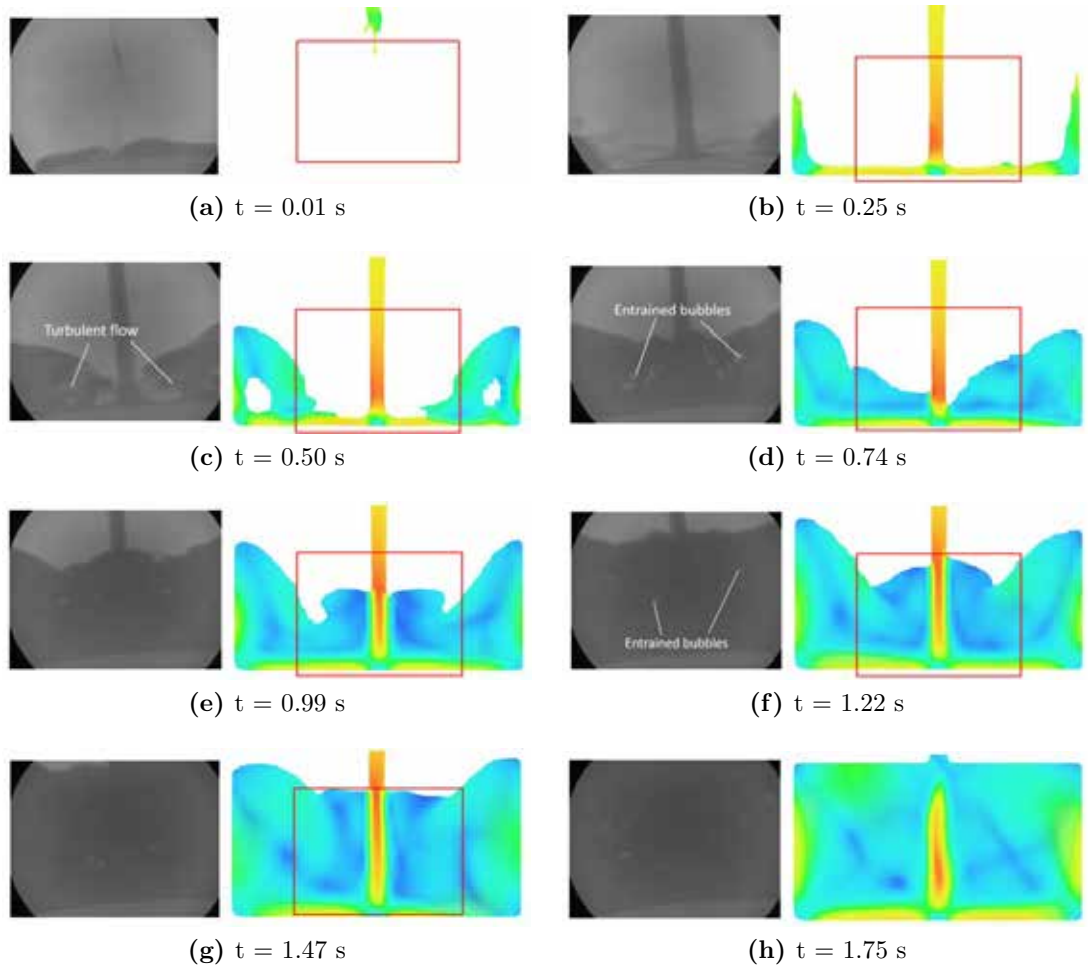 (a) t = 0.01 s
(b) t = 0.25 s
Turbulent flow
(c) t = 0.50 s
Entrained bubbles
(d) t = 0.74 s
(e) t = 0.99 s
Entrained bubbles
(f) t = 1.22 s
(g) t = 1.47 s
(h) t = 1.75 s